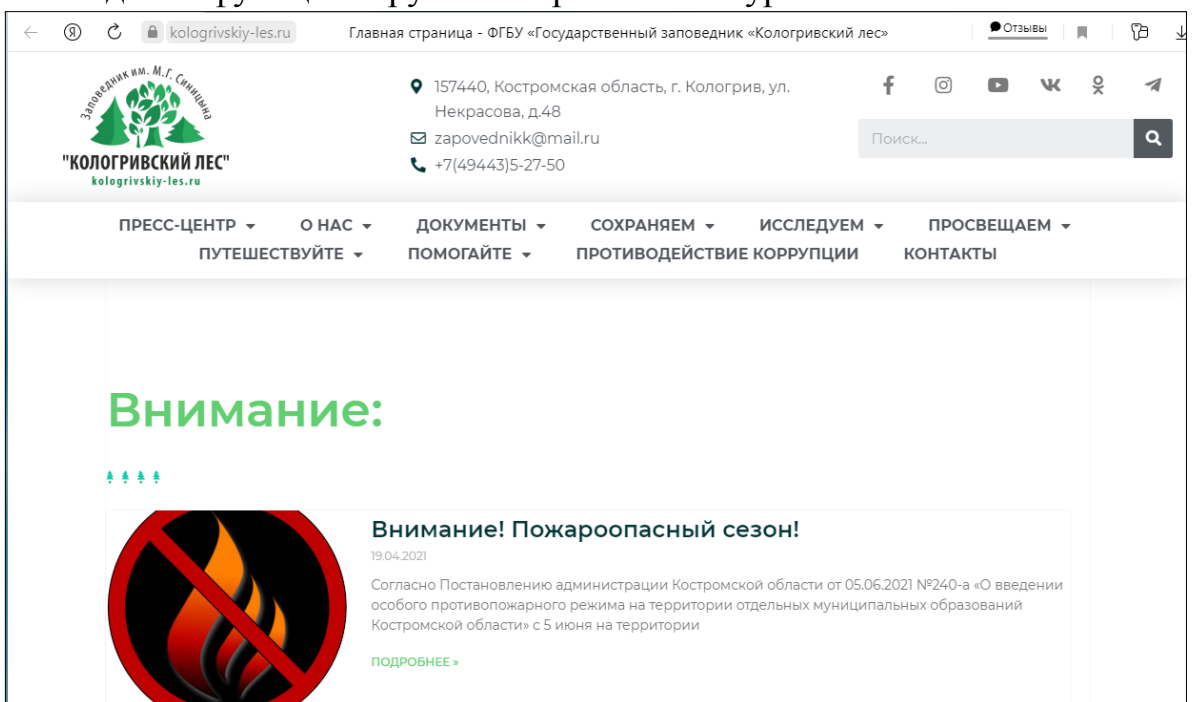 kologrivskiy-les.ru Главная страница - ФГБУ «Государственный заповедник «Кологривский лес» Отзывы
Заповедник им. М.Г. Синицына
"КОЛОГРИВСКИЙ ЛЕС"
kologrivskiy-les.ru
157440, Костромская область, г. Кологрив, ул.
Некрасова, д.48
zapovednikk@mail.ru
+7(49443)5-27-50
Поиск...
ПРЕСС-ЦЕНТР О НАС ДОКУМЕНТЫ СОХРАНЯЕМ ИССЛЕДУЕМ ПРОСВЕЩАЕМ
ПУТЕШЕСТВУЙТЕ ПОМОГАЙТЕ ПРОТИВОДЕЙСТВИЕ КОРРУПЦИИ КОНТАКТЫ
Внимание:
Внимание! Пожароопасный сезон!
19.04.2021
Согласно Постановлению администрации Костромской области от 05.06.2021 №240-а «О введении
особого противопожарного режима на территории отдельных муниципальных образований
Костромской области» с 5 июня на территории
ПОДРОБНЕЕ »